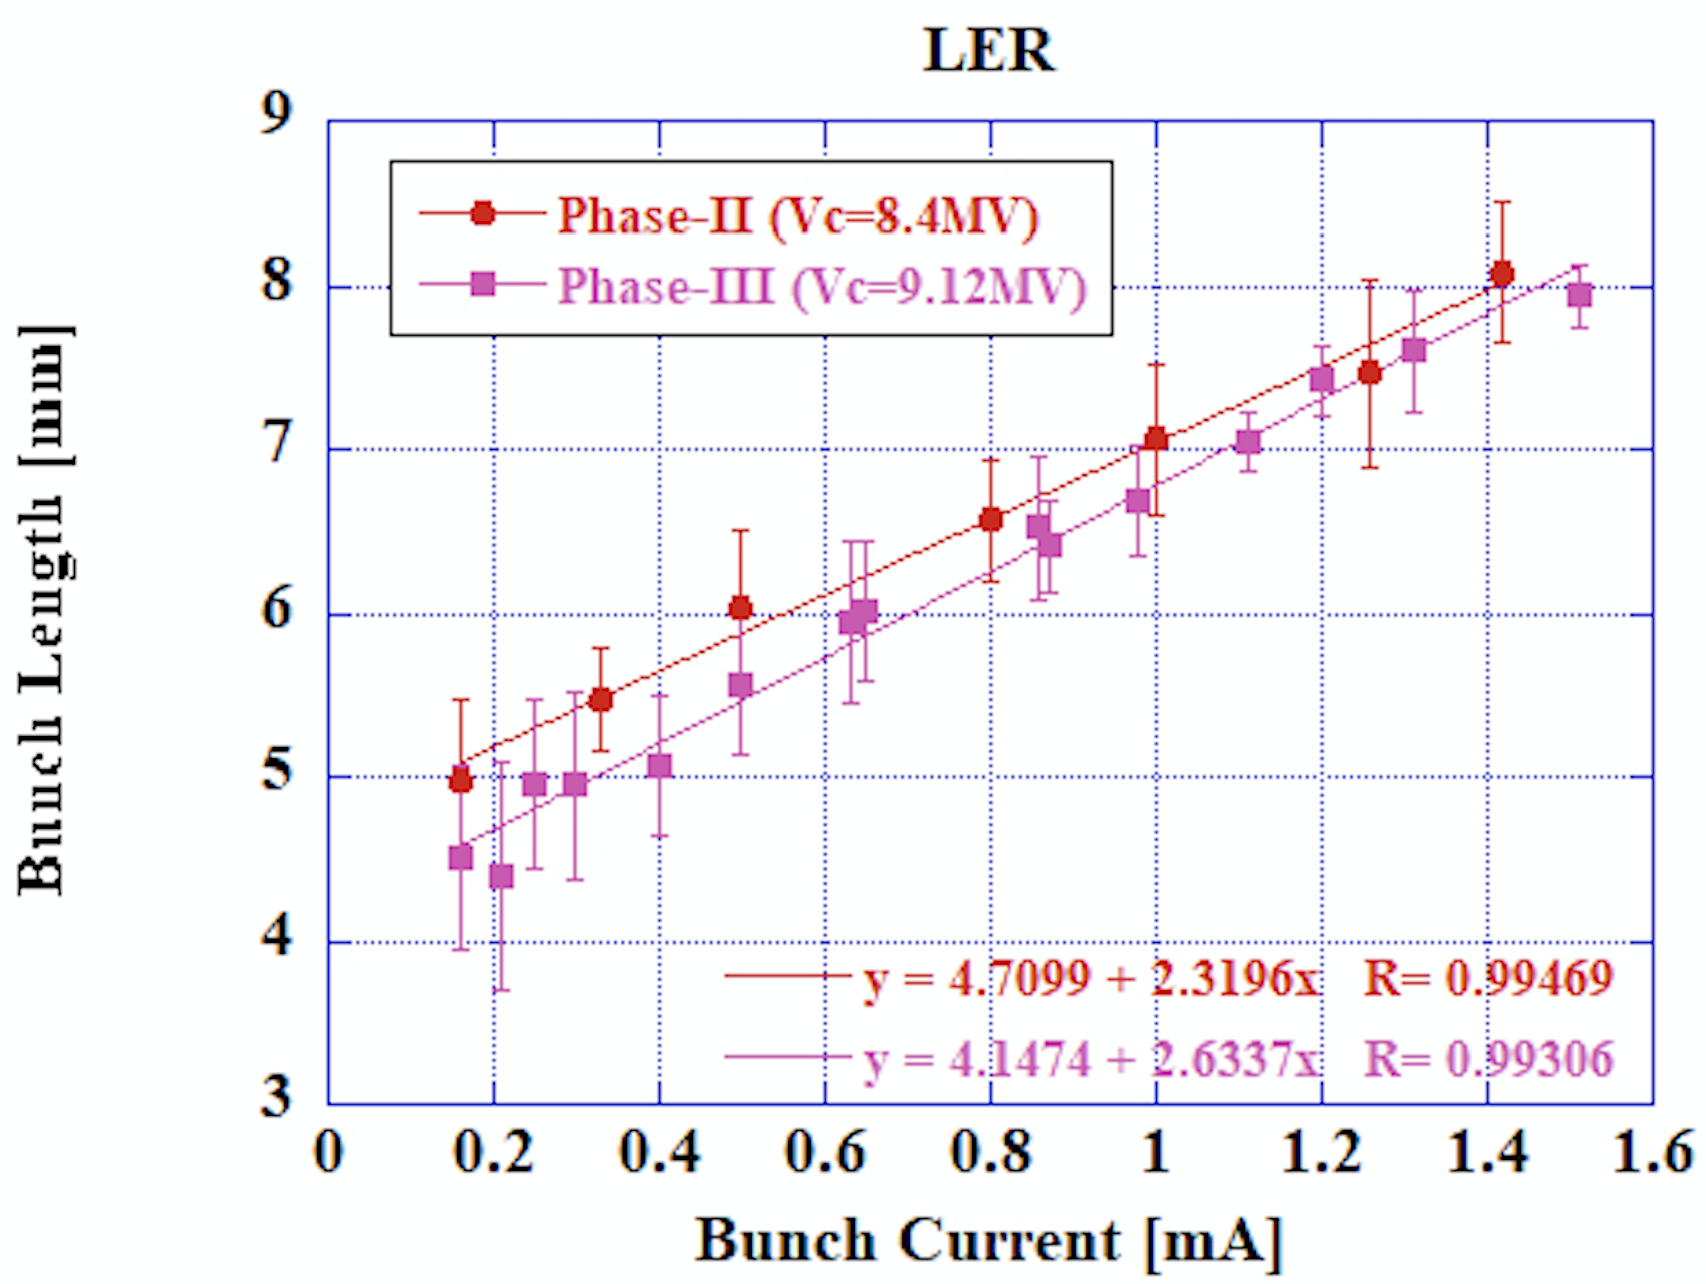 LER
9
8
7
6
5
4
3
Bunch Length [mm]
Phase-II (Vc=8.4MV)
Phase-III (Vc=9.12MV)
y = 4.7099 + 2.3196x R= 0.99469
y = 4.1474 + 2.6337x R= 0.99306
0 0.2 0.4 0.6 0.8 1 1.2 1.4 1.6
Bunch Current [mA]